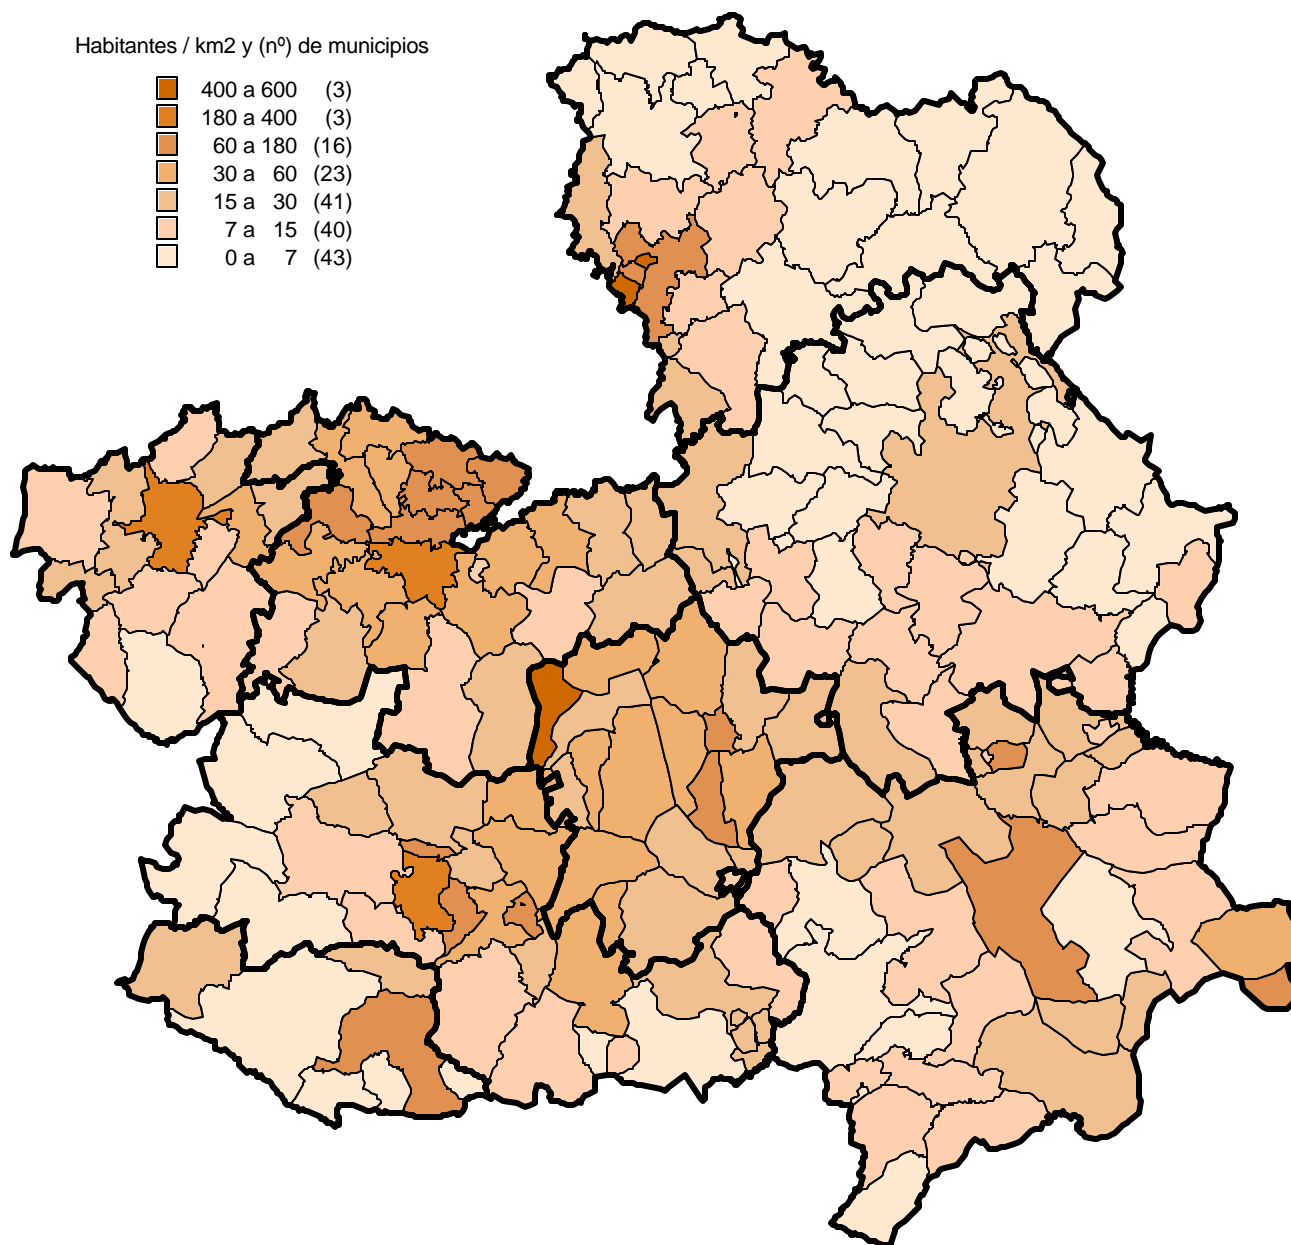 Habitantes / km2 y (nº) de municipios
400 a 600 (3)
180 a 400 (3)
60 a 180 (16)
30 a 60 (23)
15 a 30 (41)
7 a 15 (40)
0 a 7 (43)